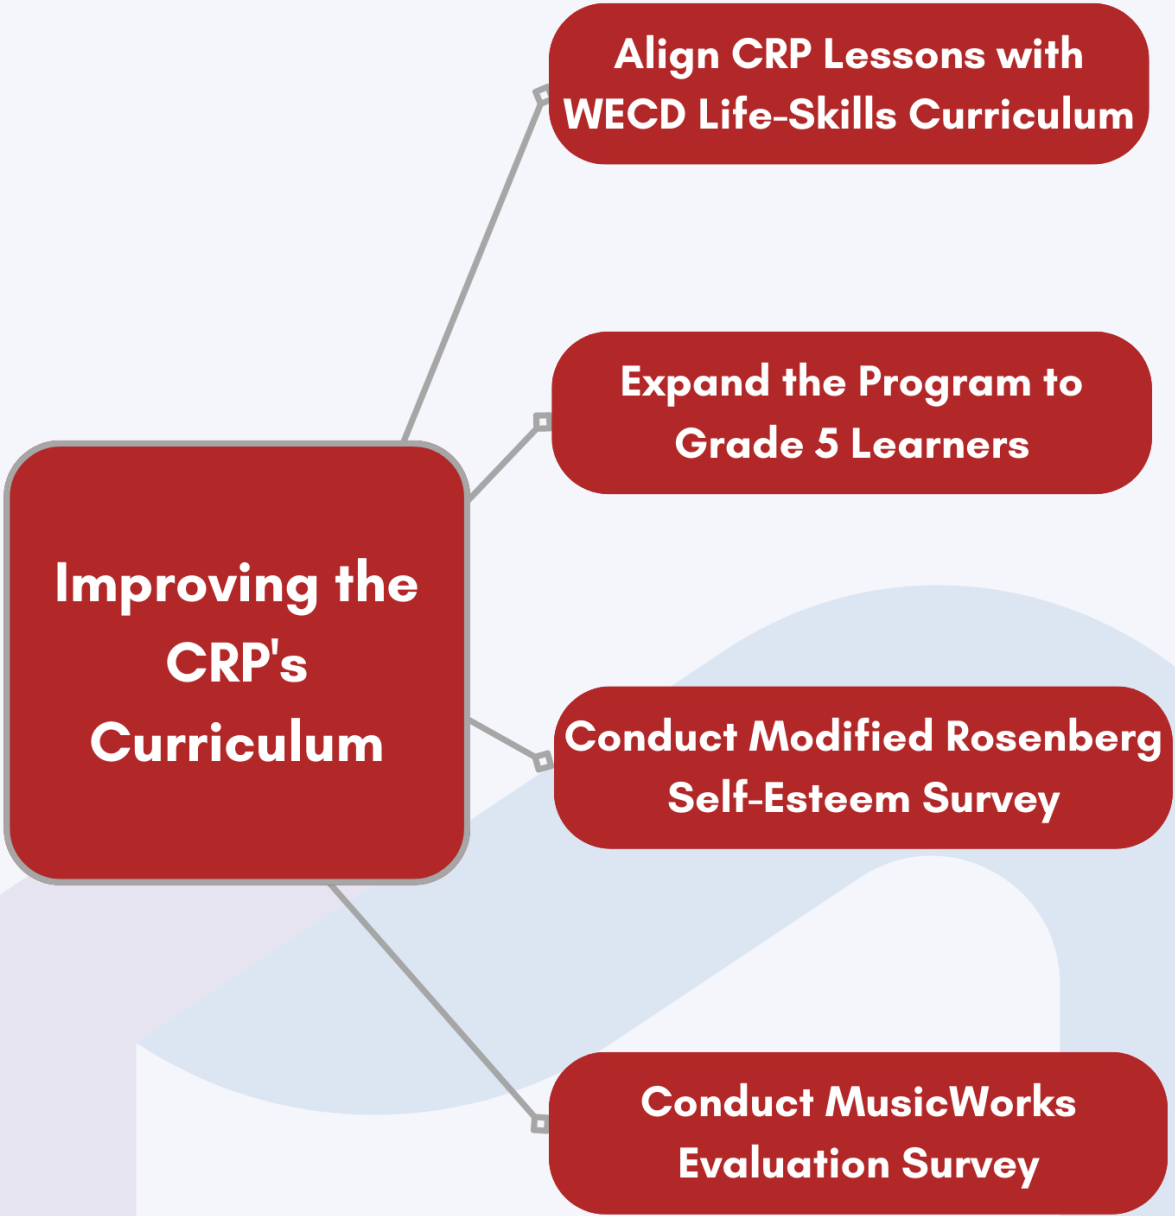 Align CRP Lessons with
WECD Life-Skills Curriculum
Expand the Program to
Grade 5 Learners
Improving the
CRP's
Curriculum
Conduct Modified Rosenberg
Self-Esteem Survey
Conduct MusicWorks
Evaluation Survey